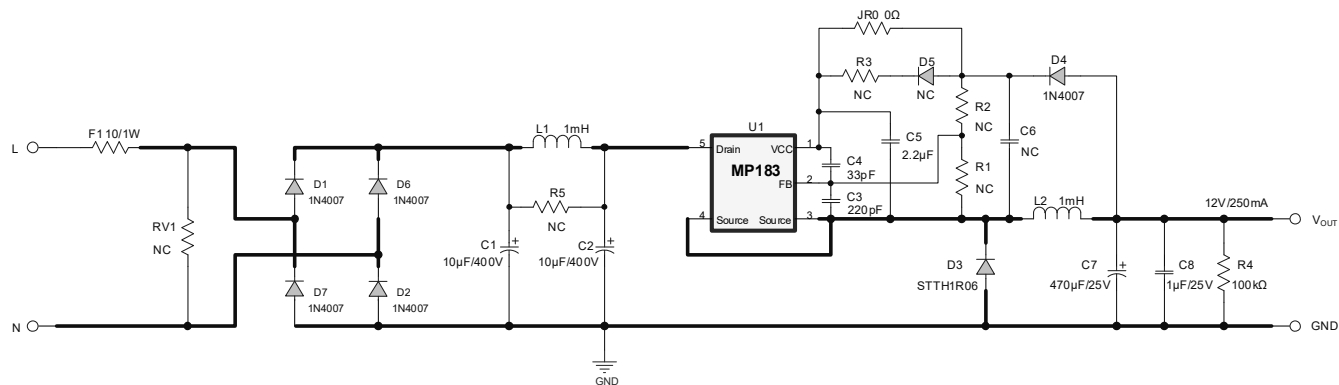 JR0 0Ω
R3
NC
D5
NC
D4
1N4007
R2
NC
C6
NC
F1 10/1W
L
L1 1mH
U1
5 Drain VCC 1
MP183
C4
33pF
C5
2.2μF
R1
NC
FB 2
C3
220pF
4 Source Source 3
D1
1N4007
D6
1N4007
R5
NC
RV1
NC
C1
10μF/400V
C2
10μF/400V
L2 1mH
12V/250mA
VOUT
D3
STTH1R06
C7
470μF/25V
C8
1μF/25V
R4
100kΩ
D7
1N4007
D2
1N4007
N
GND
GND